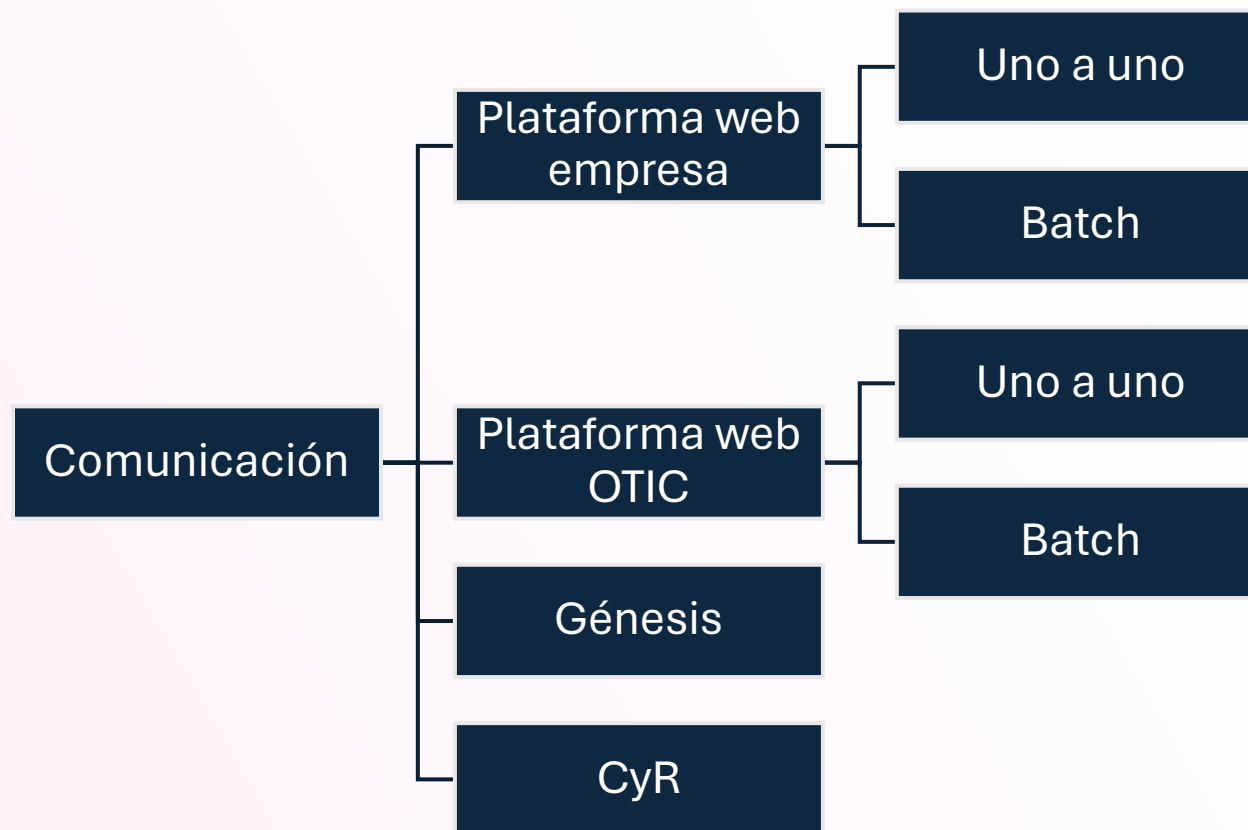 Comunicación
Plataforma web
empresa
Uno a uno
Batch
Plataforma web
OTIC
Uno a uno
Batch
Génesis
CyR